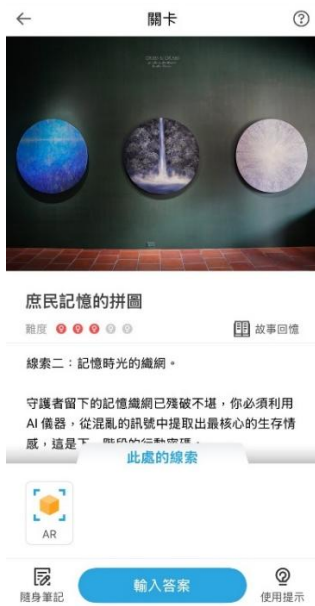 關卡
庶民記憶的拼圖
難度
故事回憶
線索二：記憶時光的織網。
守護者留下的記憶織網已殘破不堪，你必須利用
AI 儀器，從混亂的訊號中提取出最核心的生存情
感，這是下一階段的行動密碼。
此處的線索
AR
隨身筆記
輸入答案
使用提示